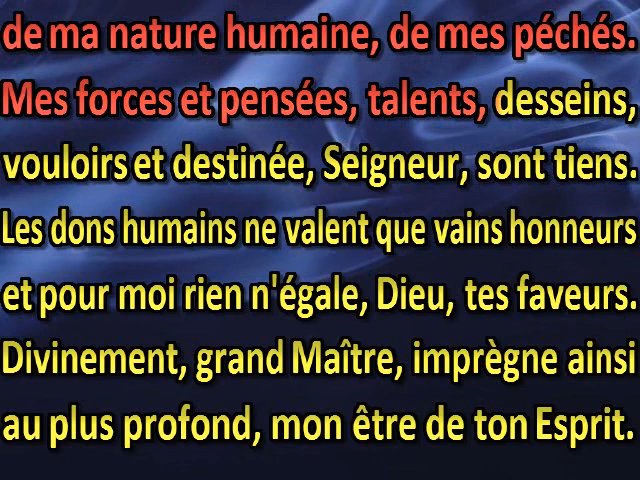 de ma nature humaine, de mes péchés.
Mes forces et pensées, talents, desseins,
vouloirs et destinée, Seigneur, sont tiens.
Les dons humains ne valent que vains honneurs
et pour moi rien n'égale, Dieu, tes faveurs.
Divinement, grand Maître, imprègne ainsi
au plus profond, mon être de ton Esprit.